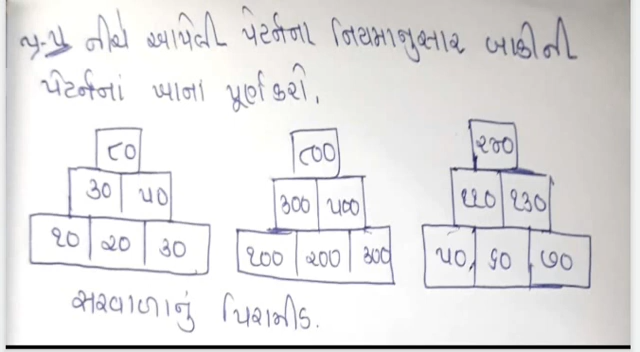 પ્ર-૫ નીચે આપેલી પેટર્નના નિયમાનુસાર બાકીની
પેટર્નનાં ખાનાં પૂર્ણ કરો.
૮૦ ૮૦૦ ૨૪૦
૩૦ ૫૦ ૩૦૦ ૫૦૦ ૧૧૦ ૧૩૦
૧૦ ૨૦ ૩૦ ૧૦૦ ૨૦૦ ૩૦૦ ૫૦ ૬૦ ૭૦
સરવાળાનું પિરામીડ.